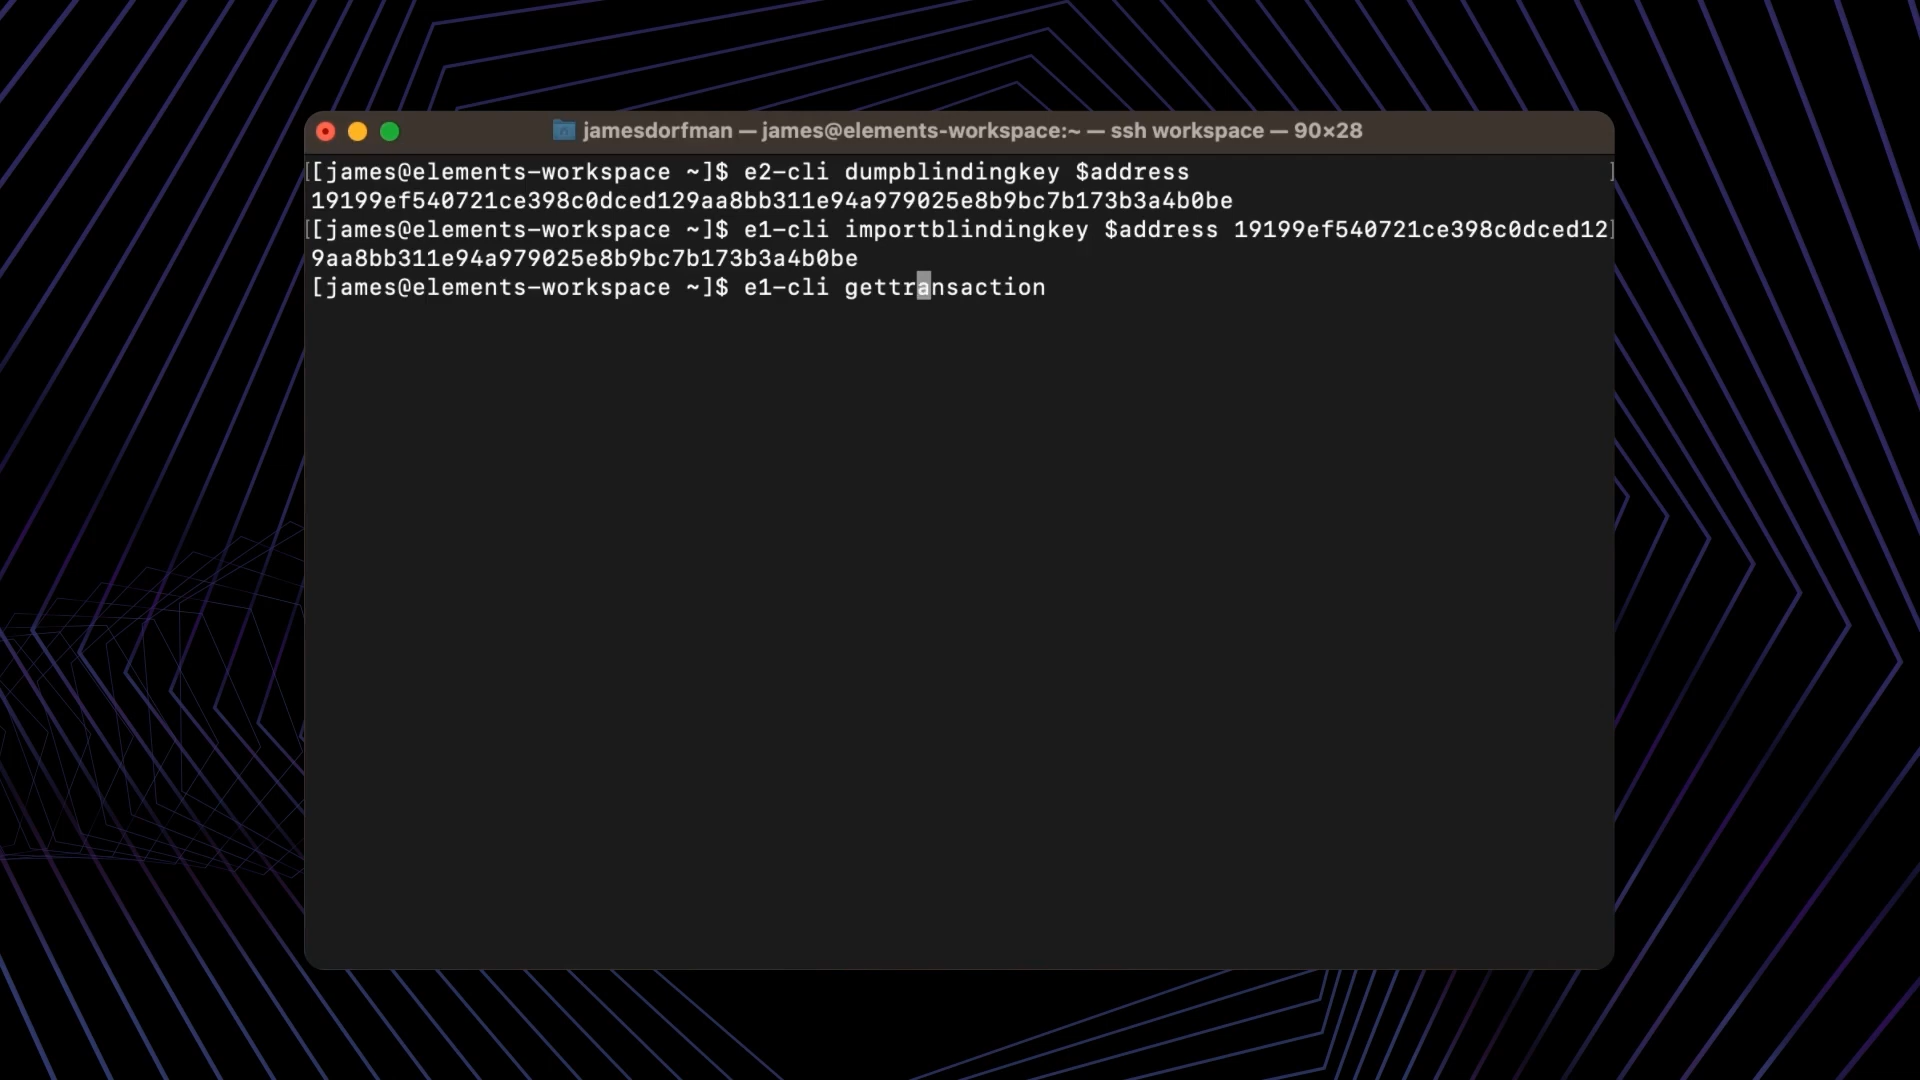 jamesdorfman — james@elements-workspace:~ — ssh workspace — 90×28
[[james@elements-workspace ~]$ e2-cli dumpblindingkey $address ]
19199ef540721ce398c0dced129aa8bb311e94a979025e8b9bc7b173b3a4b0be
[[james@elements-workspace ~]$ e1-cli importblindingkey $address 19199ef540721ce398c0dced12]
9aa8bb311e94a979025e8b9bc7b173b3a4b0be
[james@elements-workspace ~]$ e1-cli gettransaction